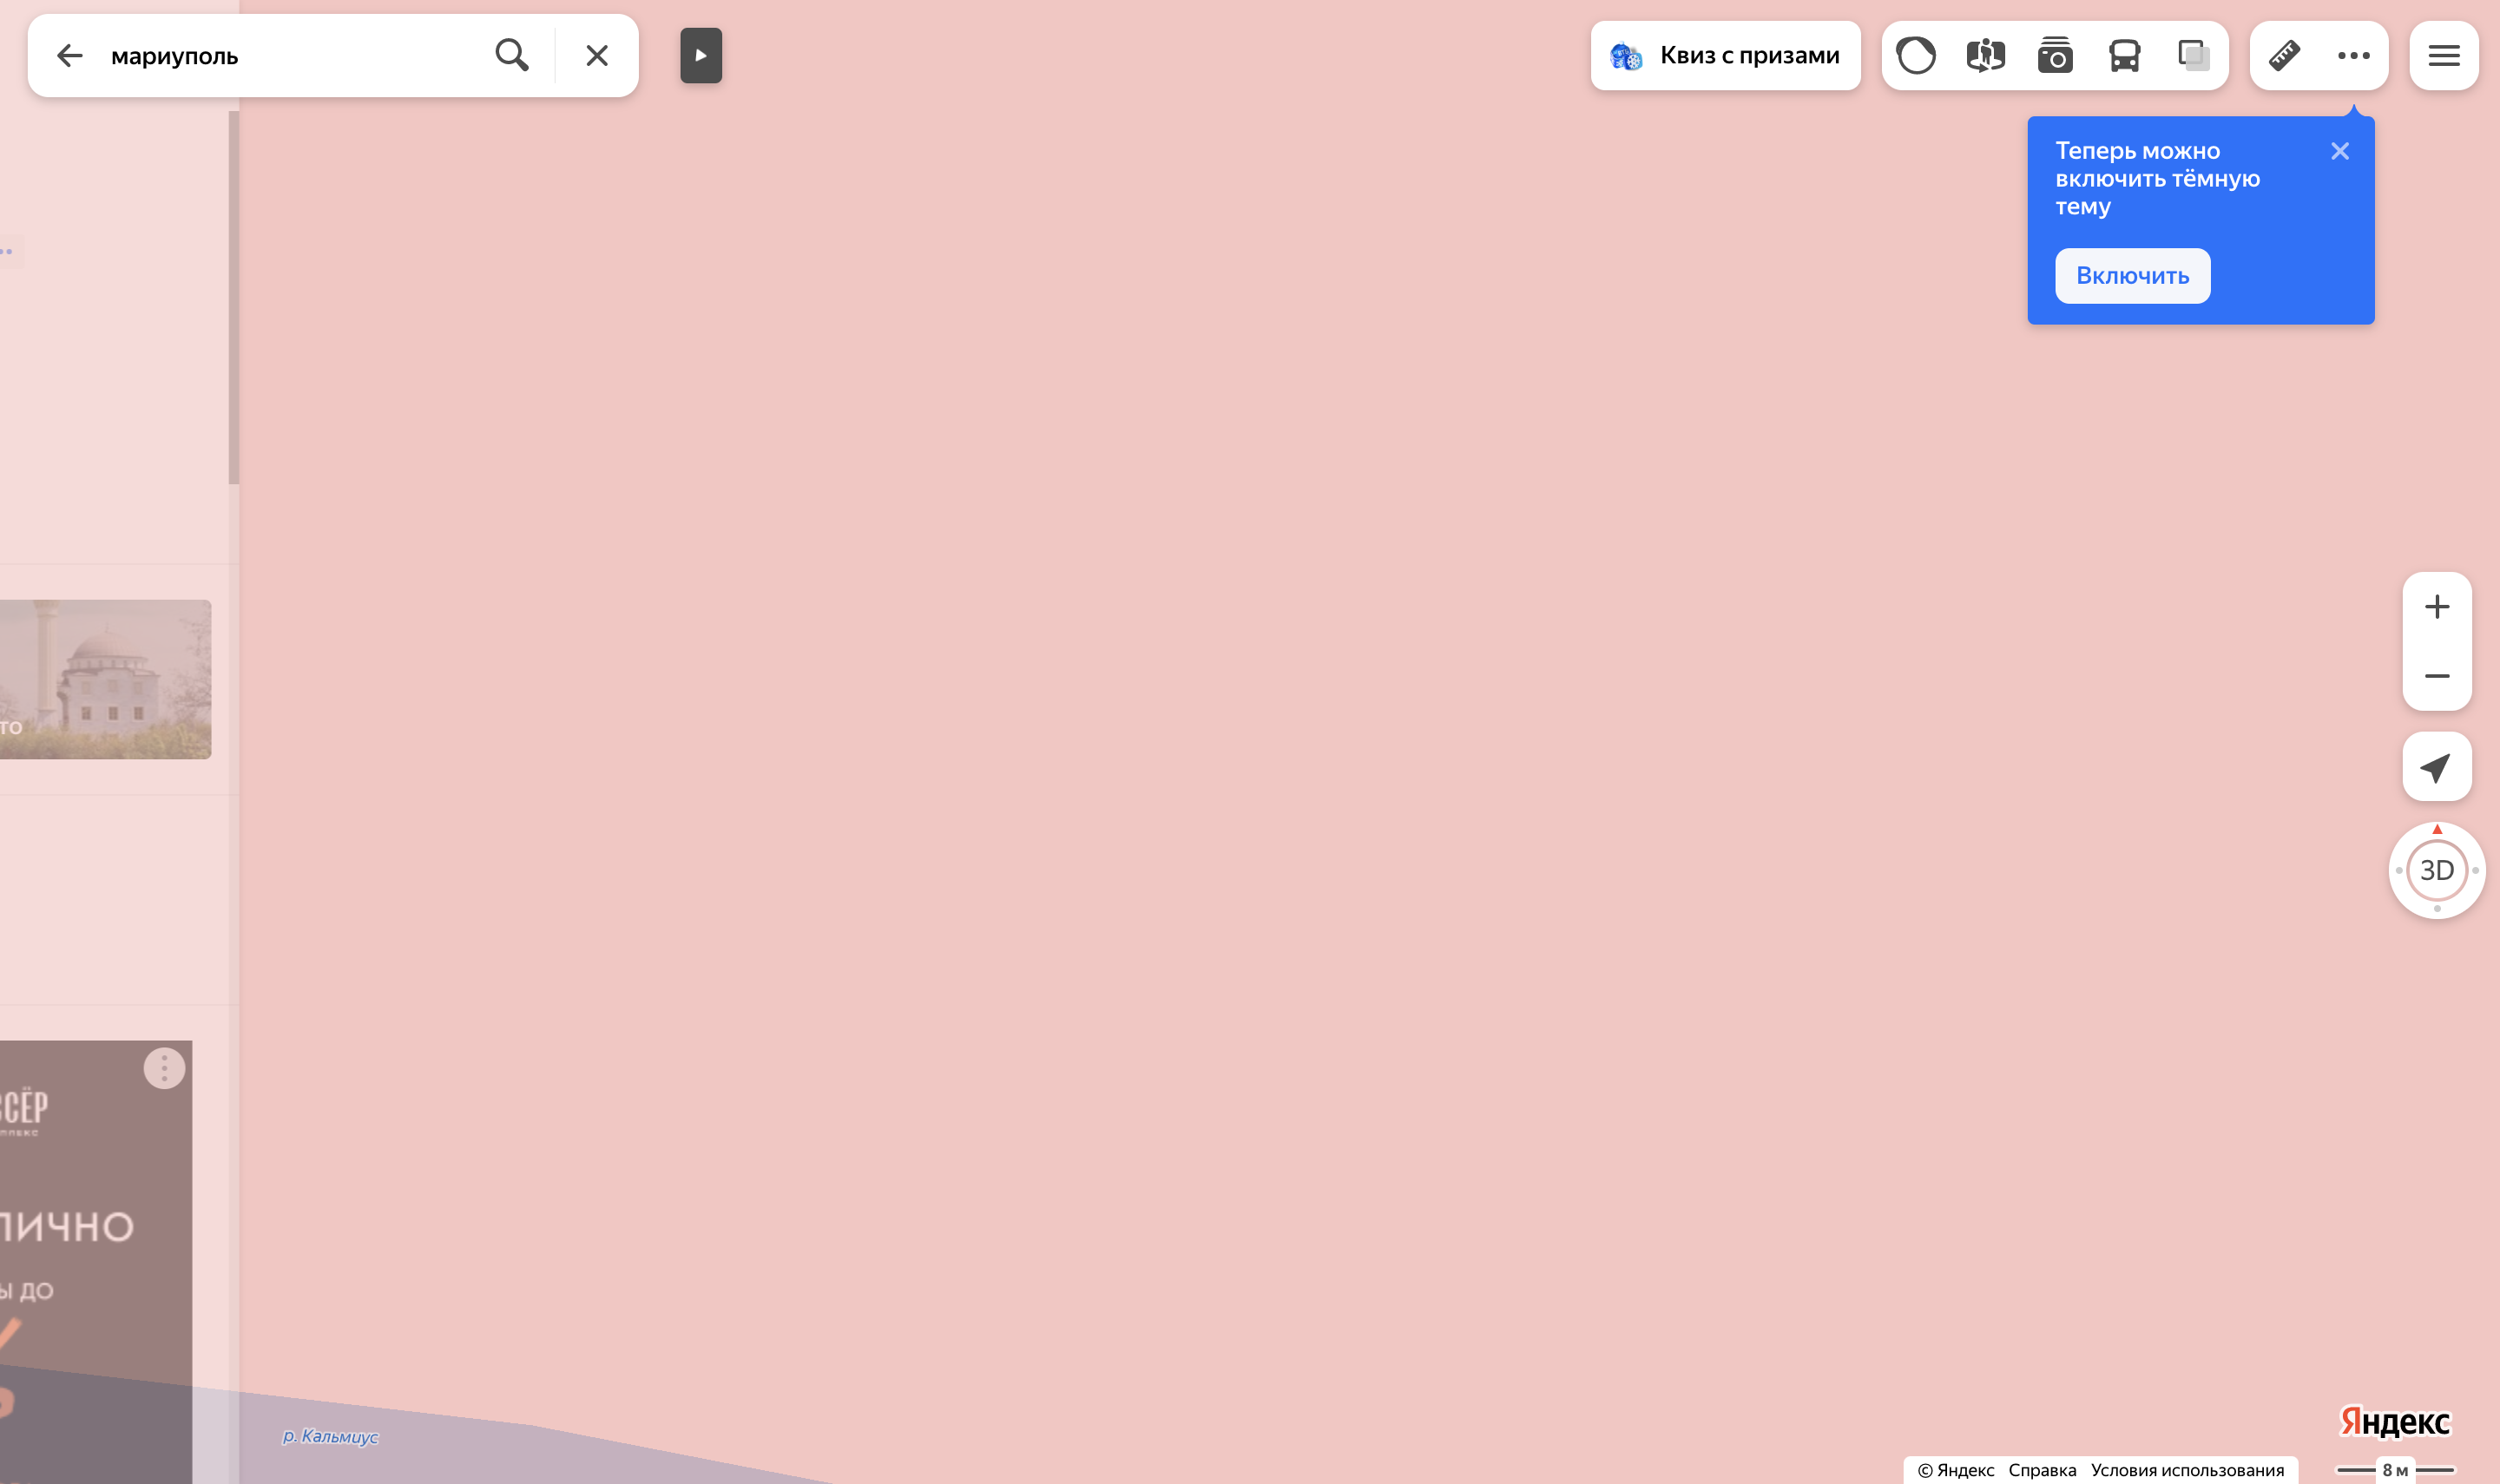 мариуполь
Квиз с призами
Теперь можно
включить тёмную
тему
Включить
то
3D
ССЁР
ЛИЧНО
Ы ДО
р. Кальмиус
Яндекс
© Яндекс Справка Условия использования
8 м